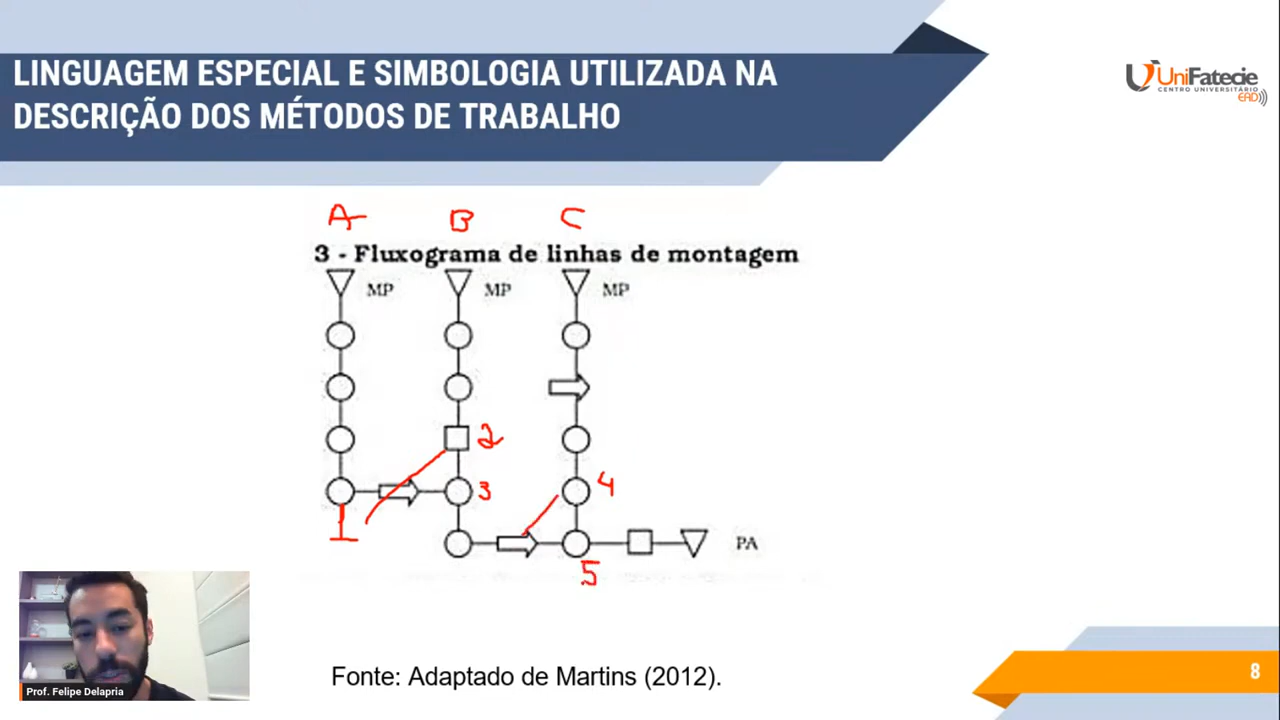 LINGUAGEM ESPECIAL E SIMBOLOGIA UTILIZADA NA
DESCRIÇÃO DOS MÉTODOS DE TRABALHO
UniFatecie
CENTRO UNIVERSITÁRIO
EAD
A B C
3 - Fluxograma de linhas de montagem
MP MP MP
2
3 4
1
PA
5
Prof. Felipe Delapria
Fonte: Adaptado de Martins (2012).
8